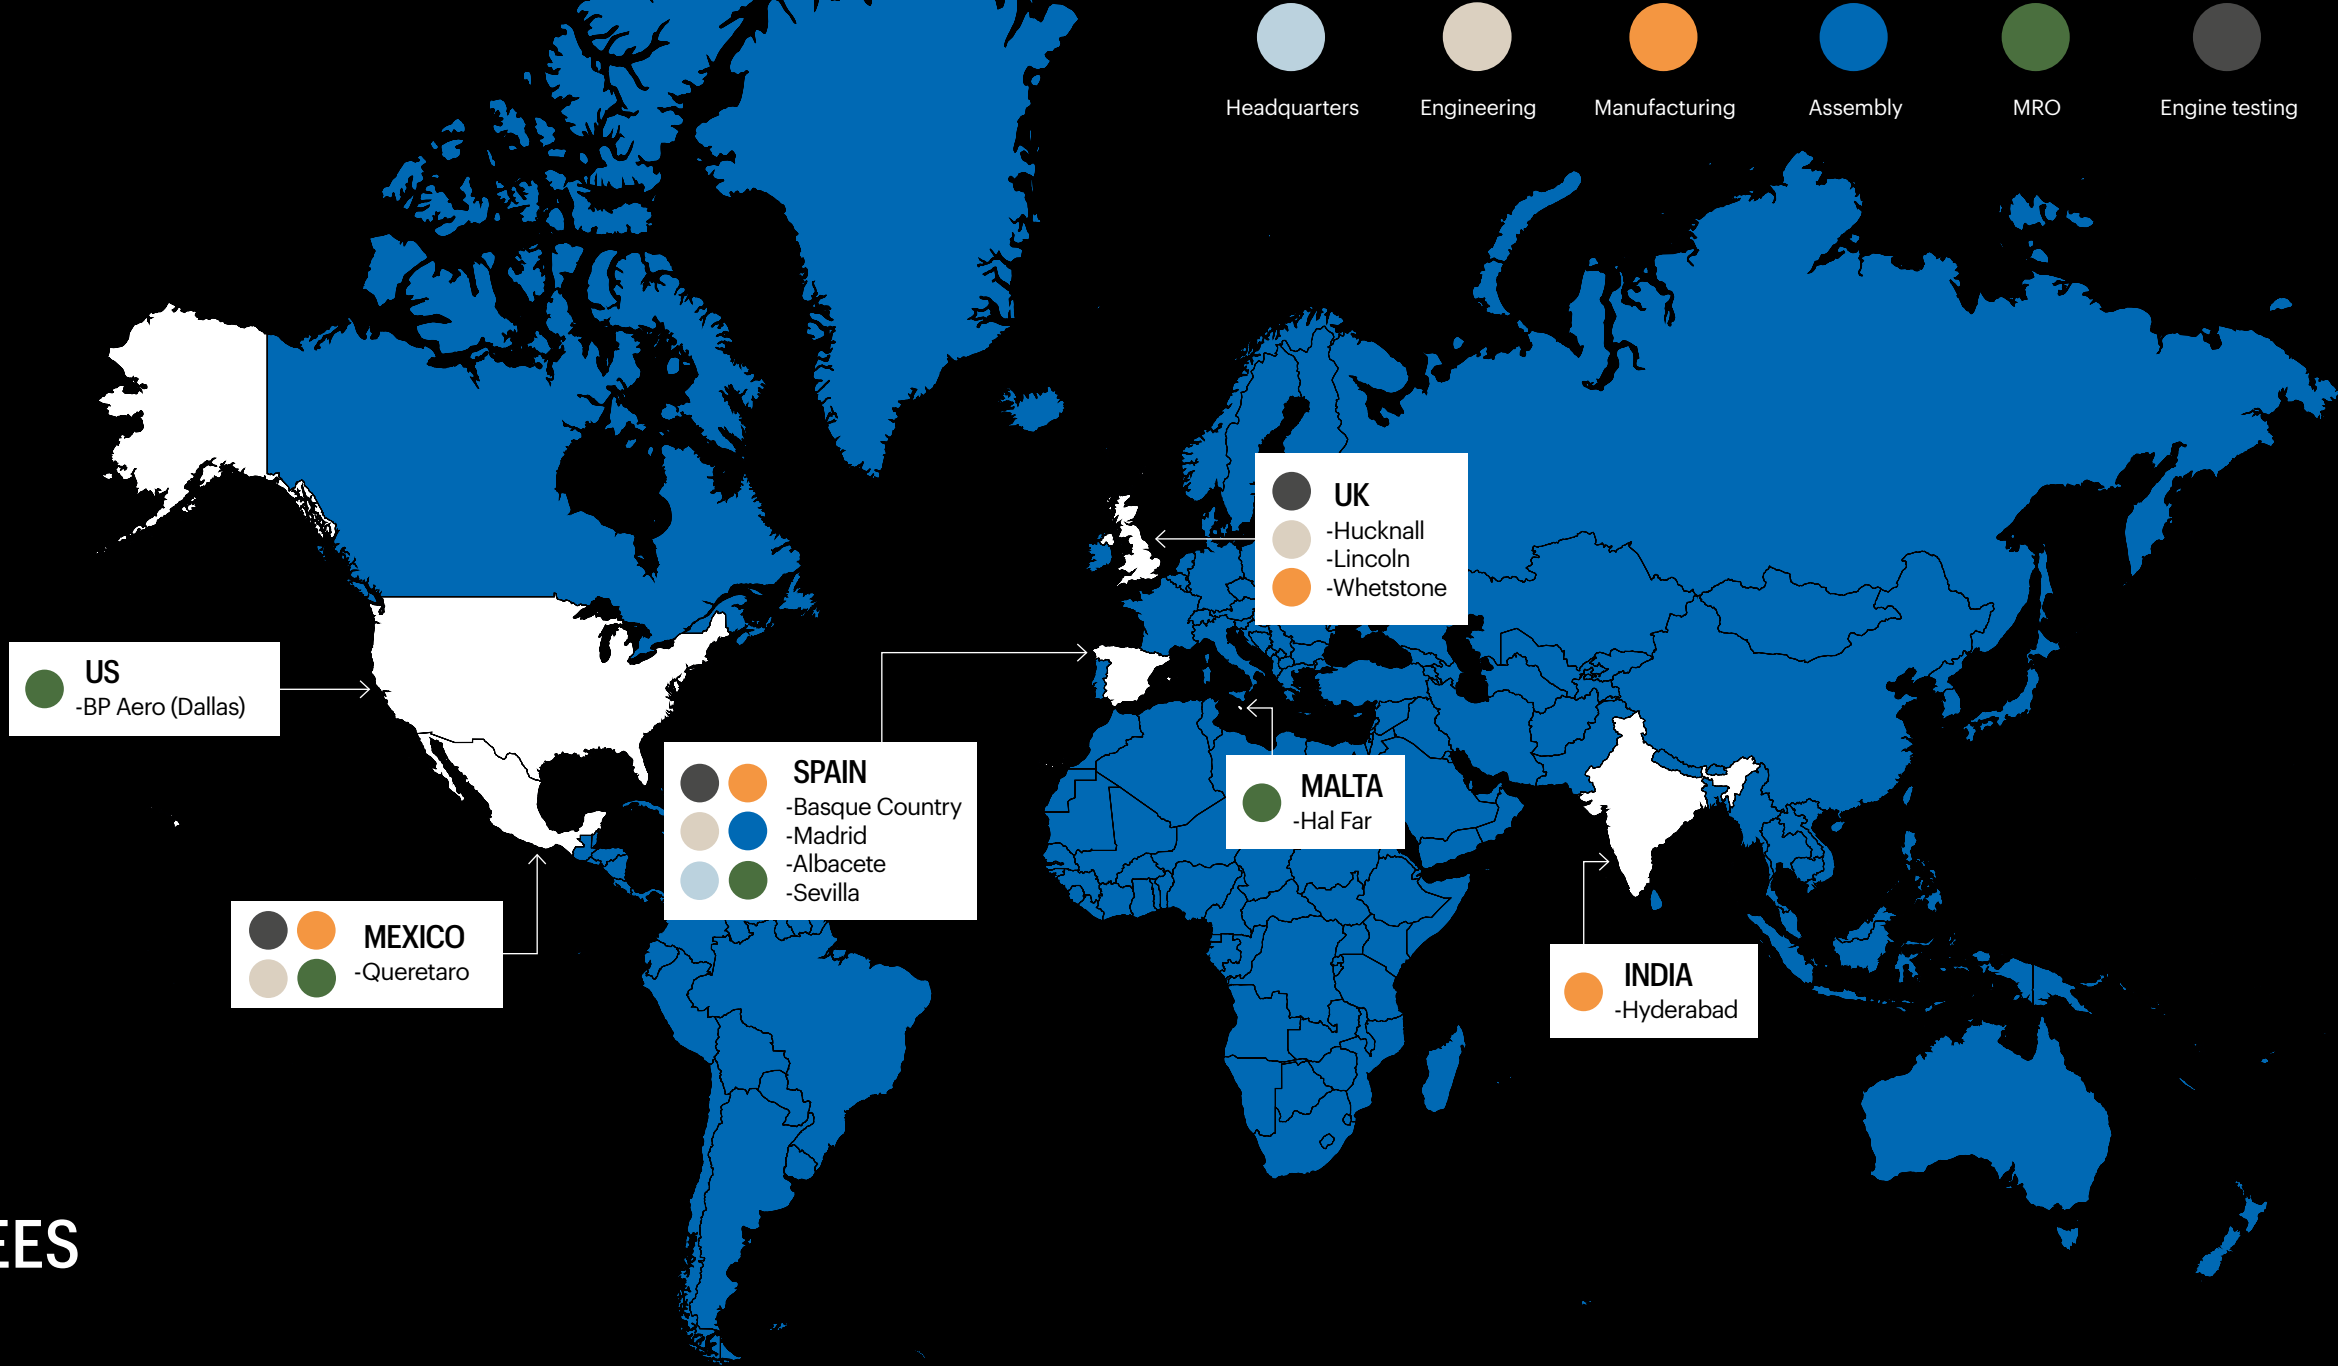 Headquarters
Engineering
Manufacturing
Assembly
MRO
Engine testing
UK
-Hucknall
-Lincoln
-Whetstone
US
-BP Aero (Dallas)
SPAIN
-Basque Country
-Madrid
-Albacete
-Sevilla
MALTA
-Hal Far
MEXICO
-Queretaro
INDIA
-Hyderabad
EES